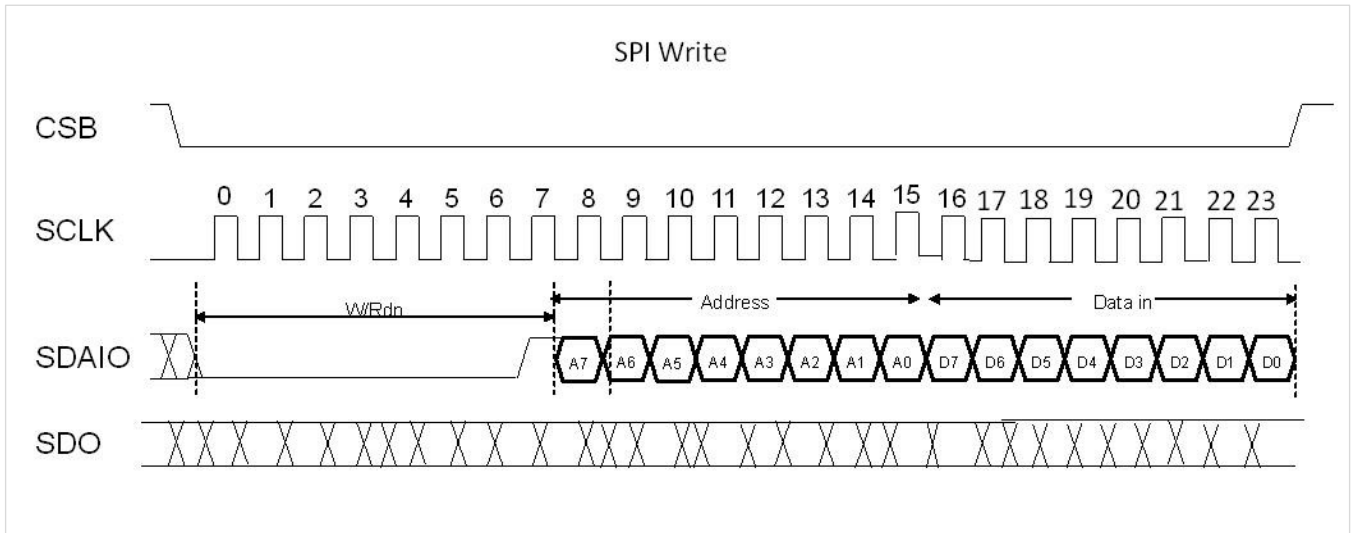 SPI Write
CSB
0 1 2 3 4 5 6 7 8 9 10 11 12 13 14 15 16 17 18 19 20 21 22 23
SCLK
W/Rdn Address Data in
SDAIO A7 A6 A5 A4 A3 A2 A1 A0 D7 D6 D5 D4 D3 D2 D1 D0
SDO